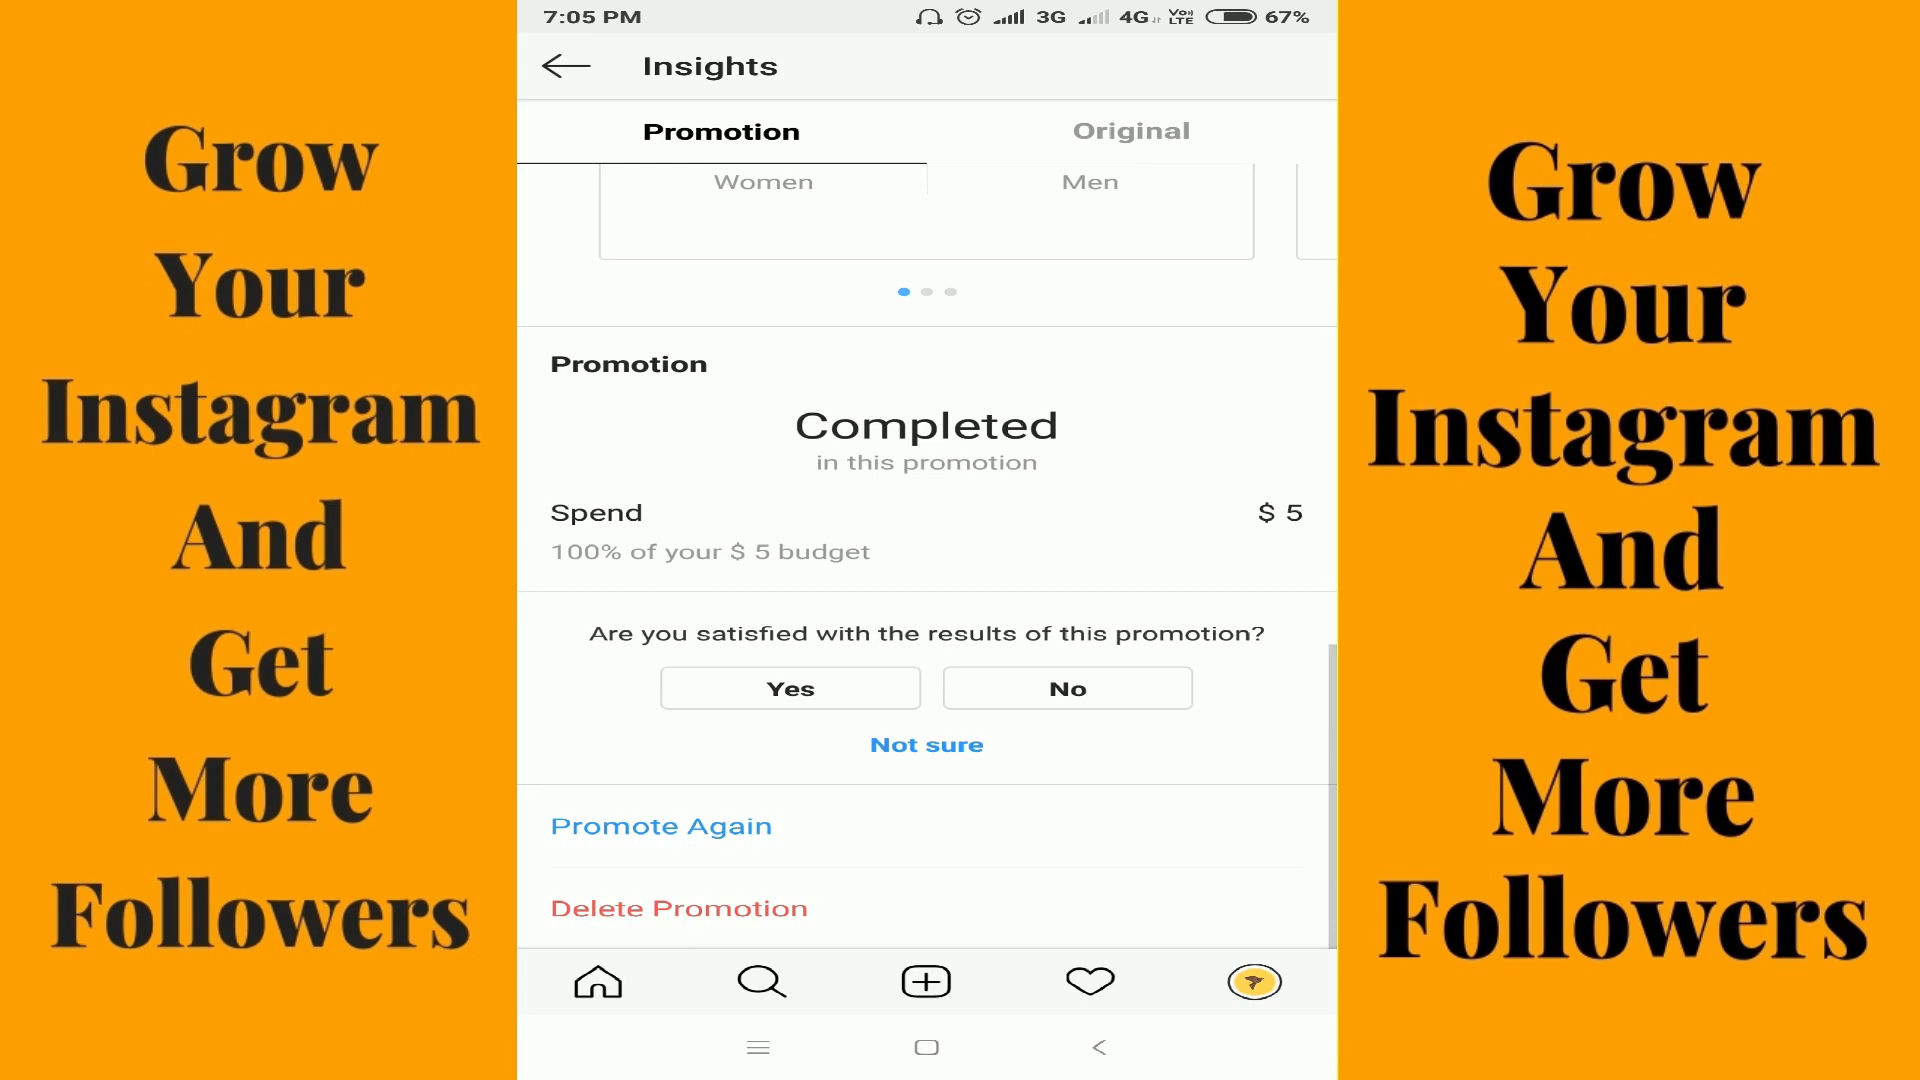 Grow
Your
Instagram
And
Get
More
Followers
7:05 PM 3G 4G VoLTE 67%
Insights
Promotion Original
Women Men
Promotion
Completed
in this promotion
Spend $ 5
100% of your $ 5 budget
Are you satisfied with the results of this promotion?
Yes No
Not sure
Promote Again
Delete Promotion
Grow
Your
Instagram
And
Get
More
Followers